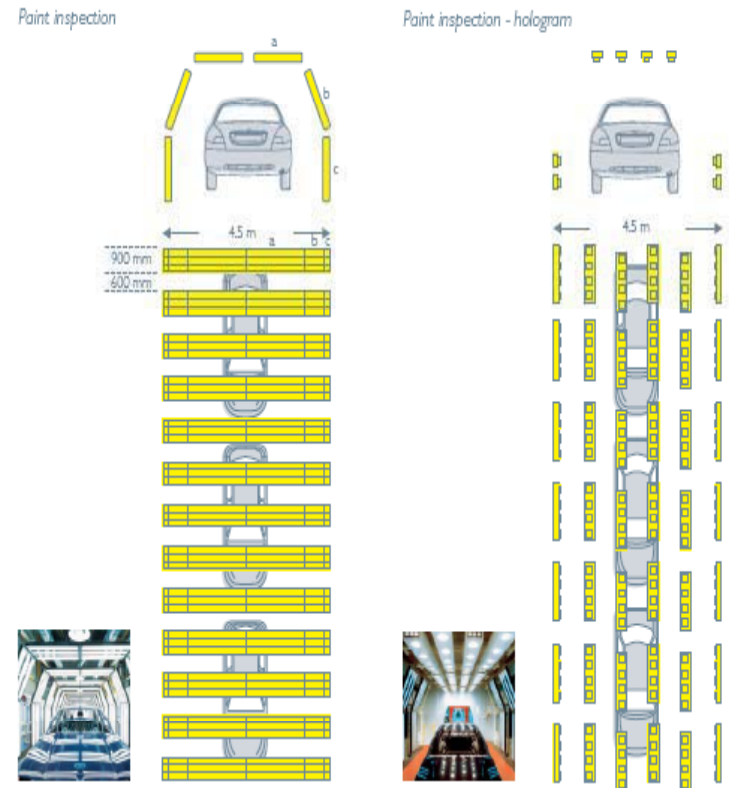 Paint inspection
a
b
c
4.5 m
a b c
900 mm
600 mm
Paint inspection - hologram
4.5 m